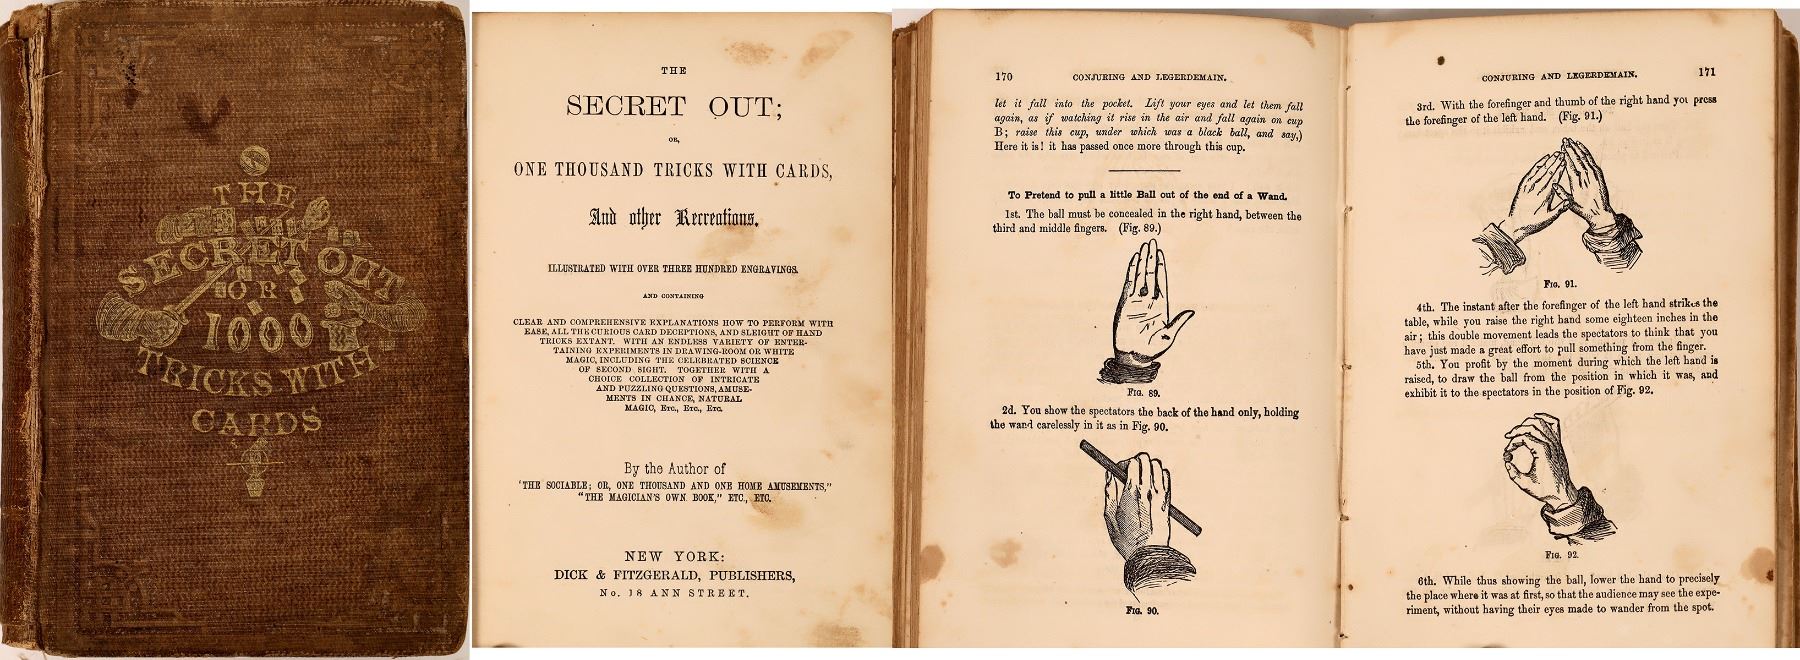 THE
SECRET OUT
OR
1000
TRICKS WITH
CARDS
THE
SECRET OUT;
OR,
ONE THOUSAND TRICKS WITH CARDS,
And other Recreations.
ILLUSTRATED WITH OVER THREE HUNDRED ENGRAVINGS.
AND CONTAINING
CLEAR AND COMPREHENSIVE EXPLANATIONS HOW TO PERFORM WITH
EASE, ALL THE CURIOUS CARD DECEPTIONS, AND SLEIGHT OF HAND
TRICKS EXTANT. WITH AN ENDLESS VARIETY OF ENTER-
TAINING EXPERIMENTS IN DRAWING-ROOM OR WHITE
MAGIC, INCLUDING THE CELEBRATED SCIENCE
OF SECOND SIGHT. TOGETHER WITH A
CHOICE COLLECTION OF INTRICATE
AND PUZZLING QUESTIONS, AMUSE-
MENTS IN CHANCE, NATURAL
MAGIC, ETC., ETC., ETC.
By the Author of
'THE SOCIABLE; OR, ONE THOUSAND AND ONE HOME AMUSEMENTS,"
"THE MAGICIAN'S OWN BOOK," ETC., ETC.
NEW YORK:
DICK & FITZGERALD, PUBLISHERS,
No. 18 ANN STREET.
170 CONJURING AND LEGERDEMAIN.
let it fall into the pocket. Lift your eyes and let them fall
again, as if watching it rise in the air and fall again on cup
B; raise this cup, under which was a black ball, and say,)
Here it is! it has passed once more through this cup.
To Pretend to pull a little Ball out of the end of a Wand.
1st. The ball must be concealed in the right hand, between the
third and middle fingers. (Fig. 89.)
FIG. 89.
2d. You show the spectators the back of the hand only, holding
the wand carelessly in it as in Fig. 90.
FIG. 90.
CONJURING AND LEGERDEMAIN. 171
3rd. With the forefinger and thumb of the right hand you press
the forefinger of the left hand. (Fig. 91.)
FIG. 91.
4th. The instant after the forefinger of the left hand strikes the
table, while you raise the right hand some eighteen inches in the
air; this double movement leads the spectators to think that you
have just made a great effort to pull something from the finger.
5th. You profit by the moment during which the left hand is
raised, to draw the ball from the position in which it was, and
exhibit it to the spectators in the position of Fig. 92.
FIG. 92.
6th. While thus showing the ball, lower the hand to precisely
the place where it was at first, so that the audience may see the expe-
riment, without having their eyes made to wander from the spot.